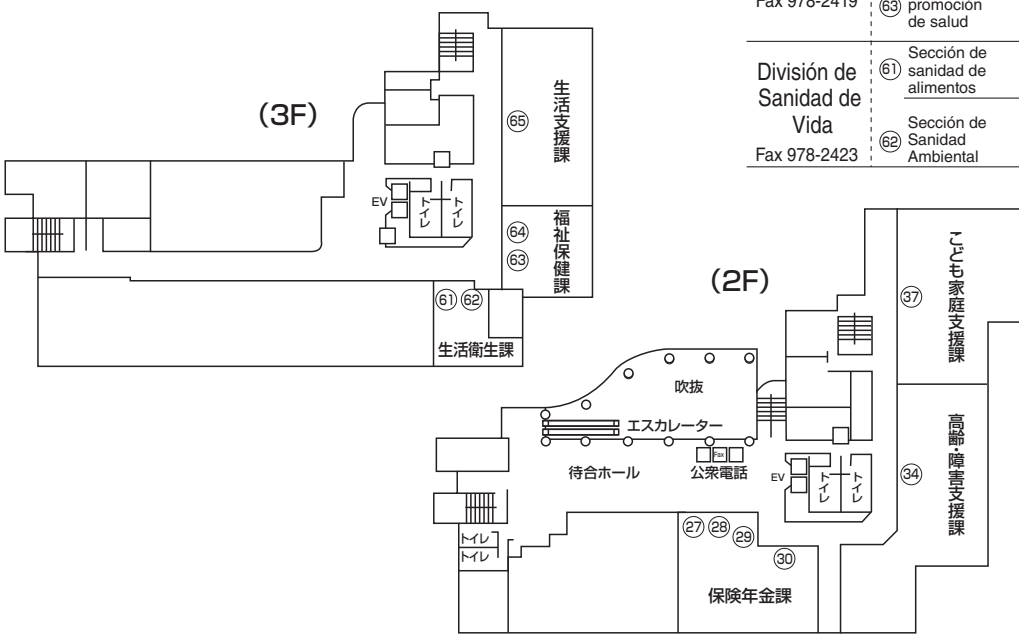 Fax 978-2419
63 promoción
de salud
División de
Sanidad de
Vida
Fax 978-2423
61 Sección de
sanidad de
alimentos
62 Sección de
Sanidad
Ambiental
(3F)
65
生活支援課
EV
トイレ
トイレ
64
63
福祉保健課
61 62
生活衛生課
(2F)
37
こども家庭支援課
吹抜
エスカレーター
Fax
待合ホール
公衆電話
EV
トイレ
トイレ
34
高齢・障害支援課
トイレ
トイレ
27 28 29 30
保険年金課